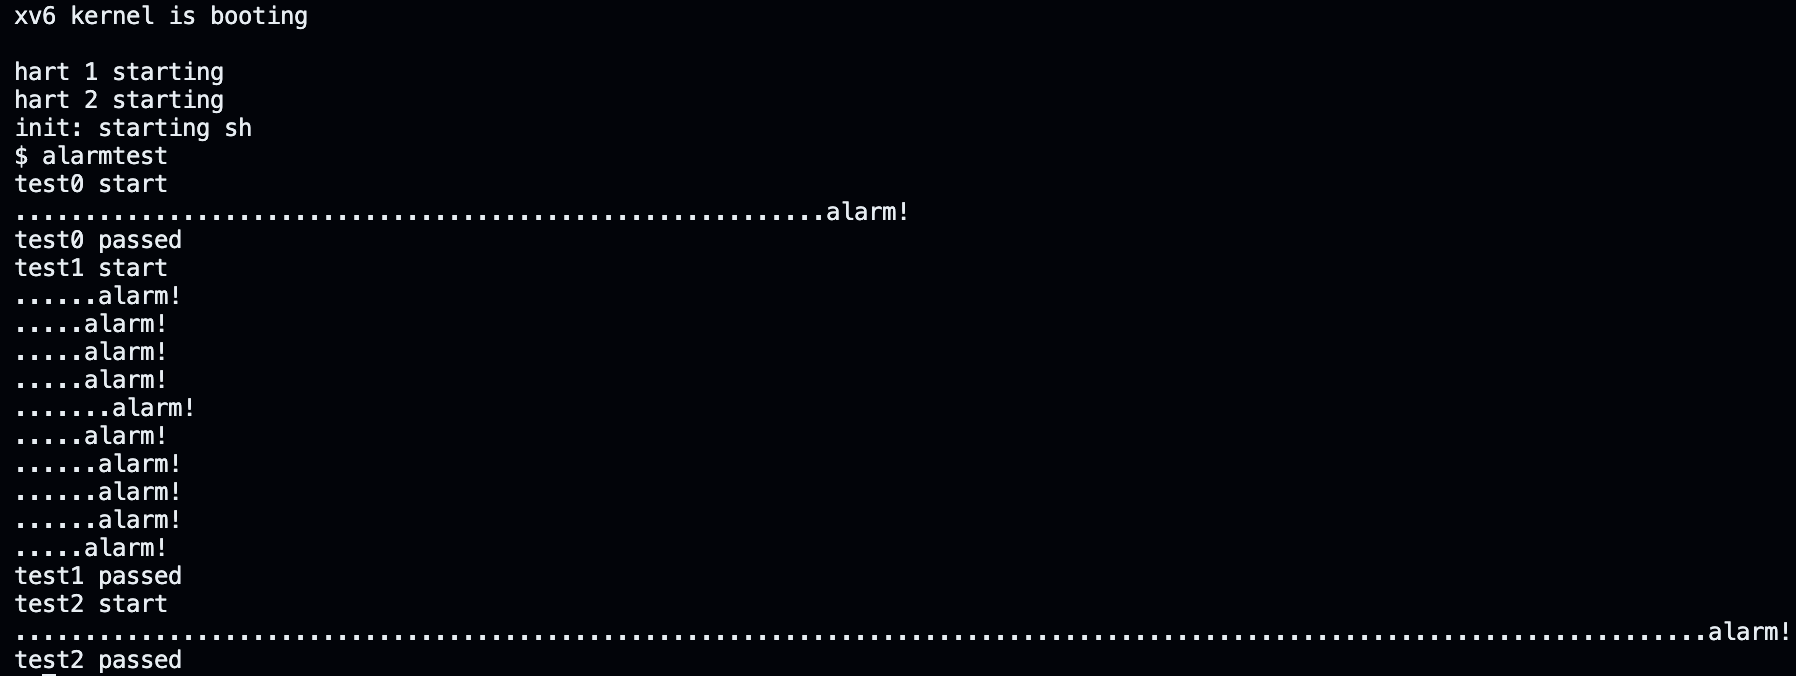 xv6 kernel is booting
hart 1 starting
hart 2 starting
init: starting sh
$ alarmtest
test0 start
..........................................................alarm!
test0 passed
test1 start
......alarm!
.....alarm!
.....alarm!
.....alarm!
.......alarm!
.....alarm!
......alarm!
......alarm!
......alarm!
.....alarm!
test1 passed
test2 start
.........................................................................................................................alarm!
test2 passed